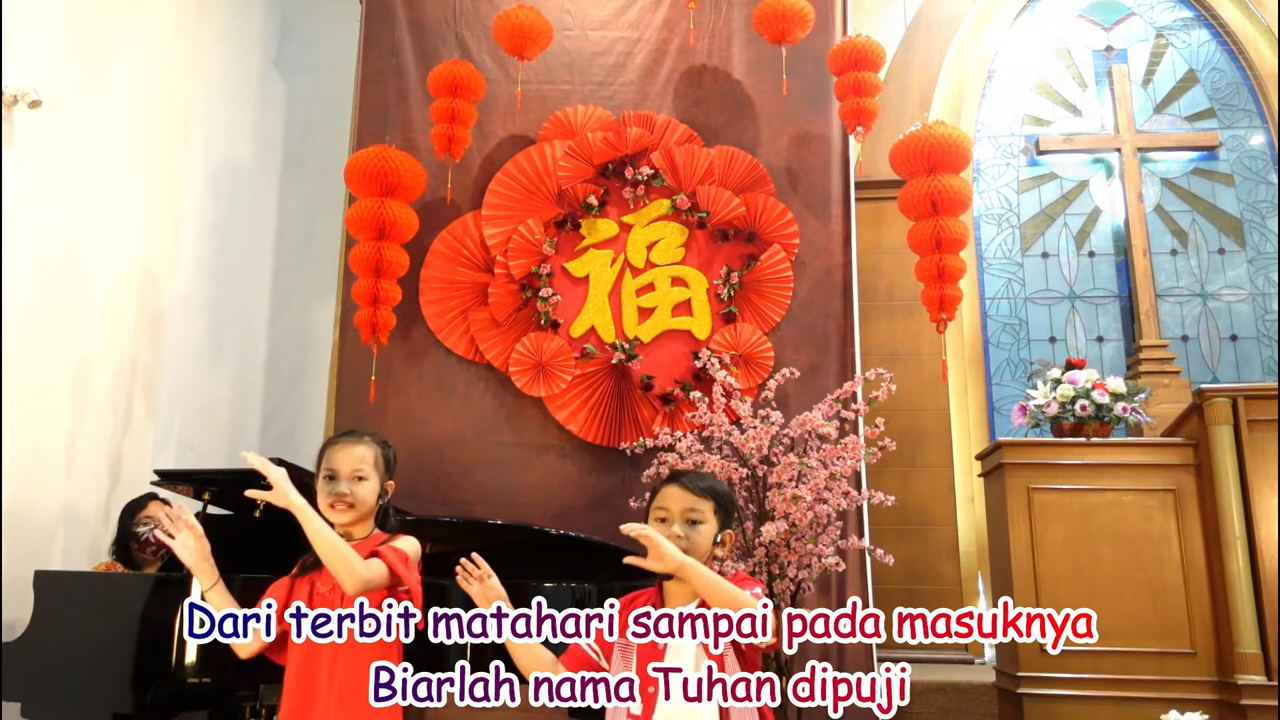 福
Dari terbit matahari sampai pada masuknya
Biarlah nama Tuhan dipuji